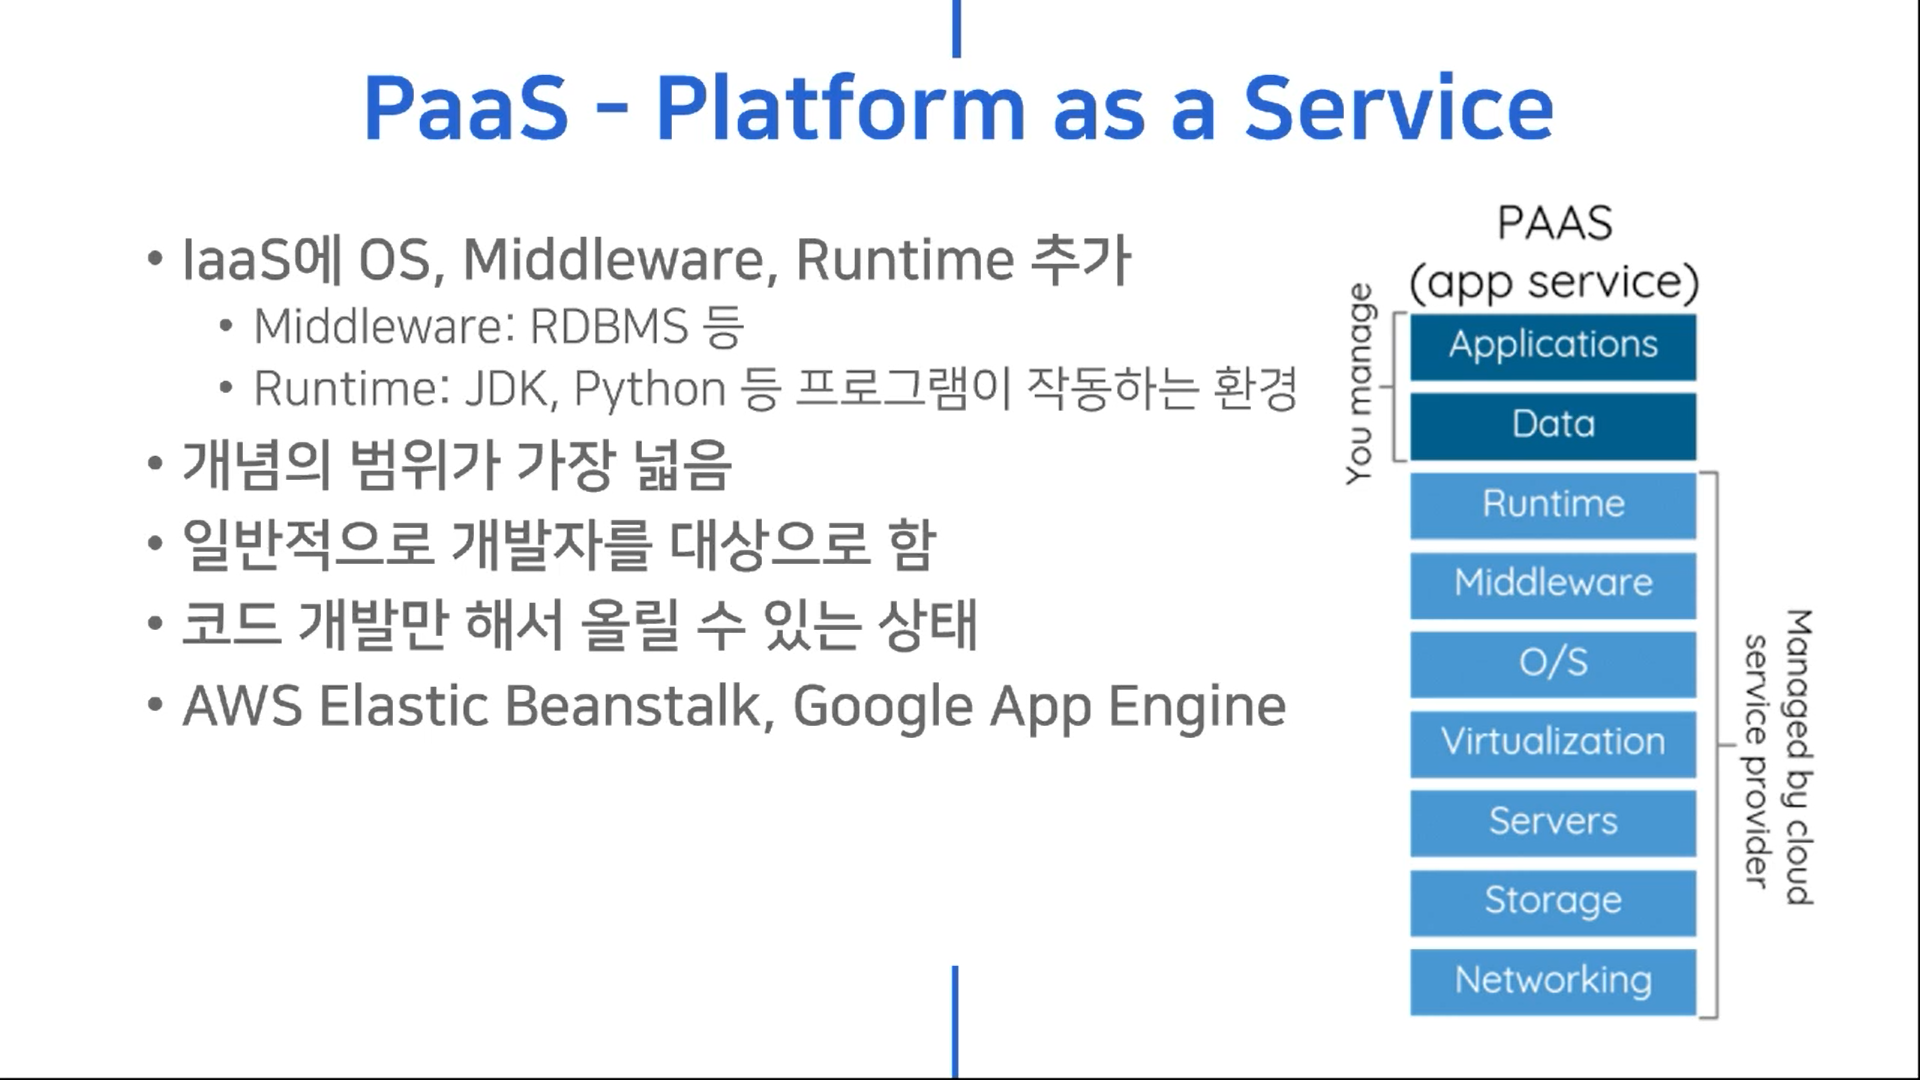 PaaS - Platform as a Service
• IaaS에 OS, Middleware, Runtime 추가
• Middleware: RDBMS 등
• Runtime: JDK, Python 등 프로그램이 작동하는 환경
• 개념의 범위가 가장 넓음
• 일반적으로 개발자를 대상으로 함
• 코드 개발만 해서 올릴 수 있는 상태
• AWS Elastic Beanstalk, Google App Engine
PAAS
(app service)
You manage
Applications
Data
Runtime
Middleware
O/S
Virtualization
Servers
Storage
Networking
Managed by cloud
service provider